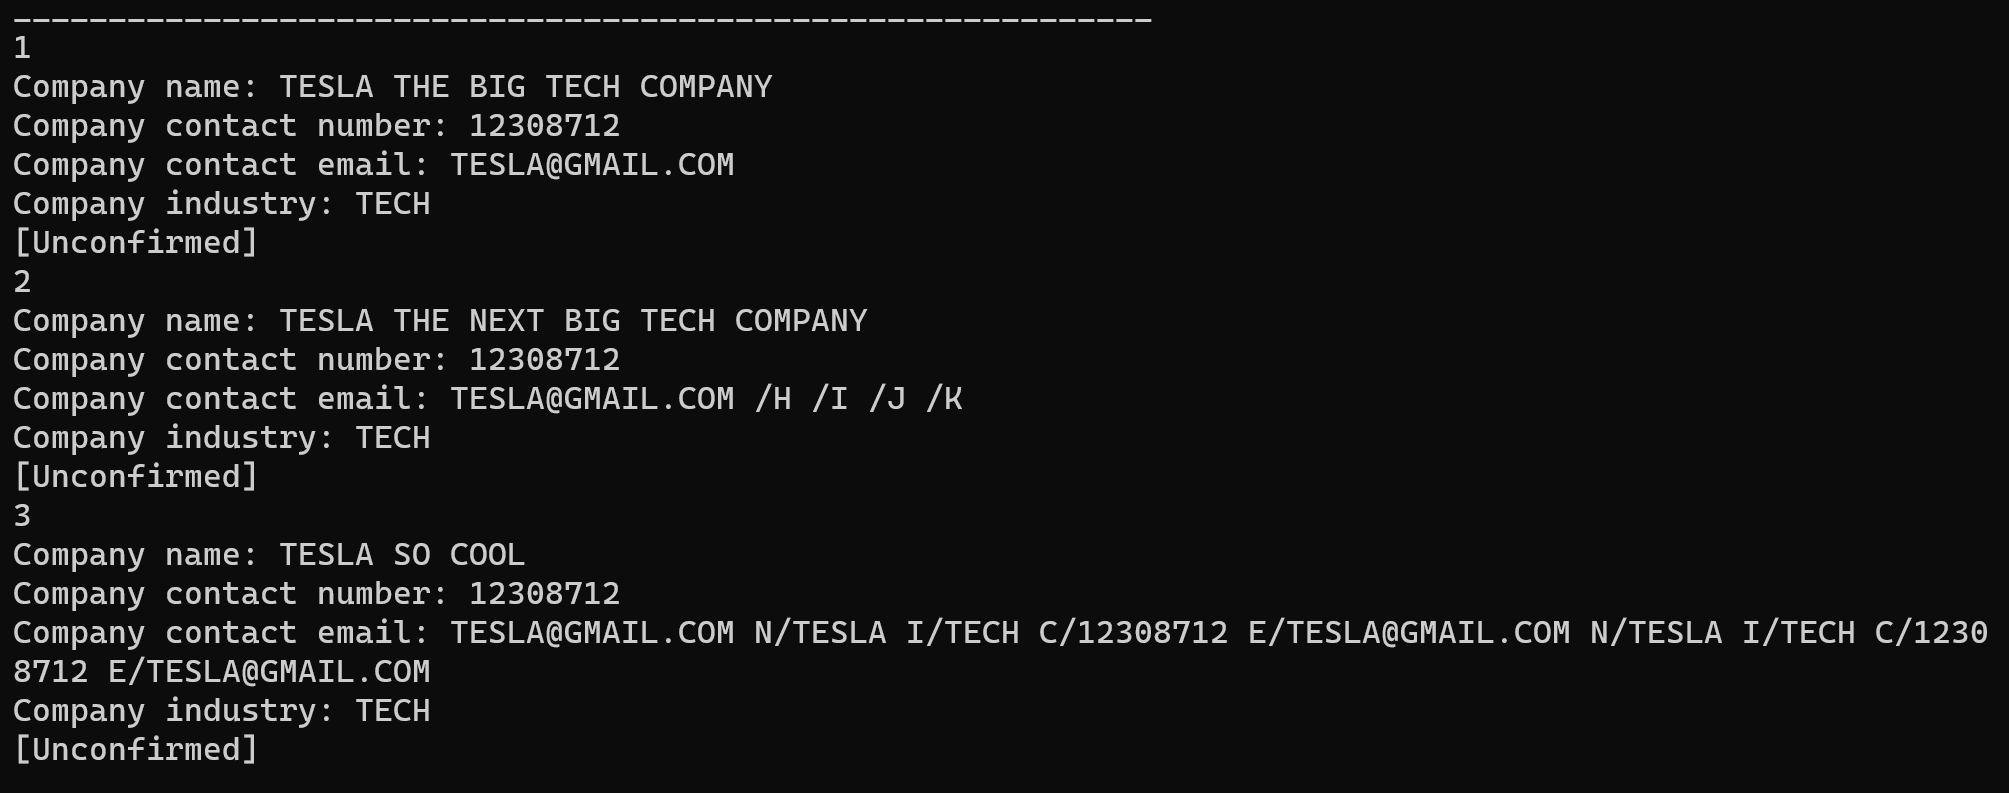 ____________________________________________________________
1
Company name: TESLA THE BIG TECH COMPANY
Company contact number: 12308712
Company contact email: TESLA@GMAIL.COM
Company industry: TECH
[Unconfirmed]
2
Company name: TESLA THE NEXT BIG TECH COMPANY
Company contact number: 12308712
Company contact email: TESLA@GMAIL.COM /H /I /J /K
Company industry: TECH
[Unconfirmed]
3
Company name: TESLA SO COOL
Company contact number: 12308712
Company contact email: TESLA@GMAIL.COM N/TESLA I/TECH C/12308712 E/TESLA@GMAIL.COM N/TESLA I/TECH C/1230
8712 E/TESLA@GMAIL.COM
Company industry: TECH
[Unconfirmed]